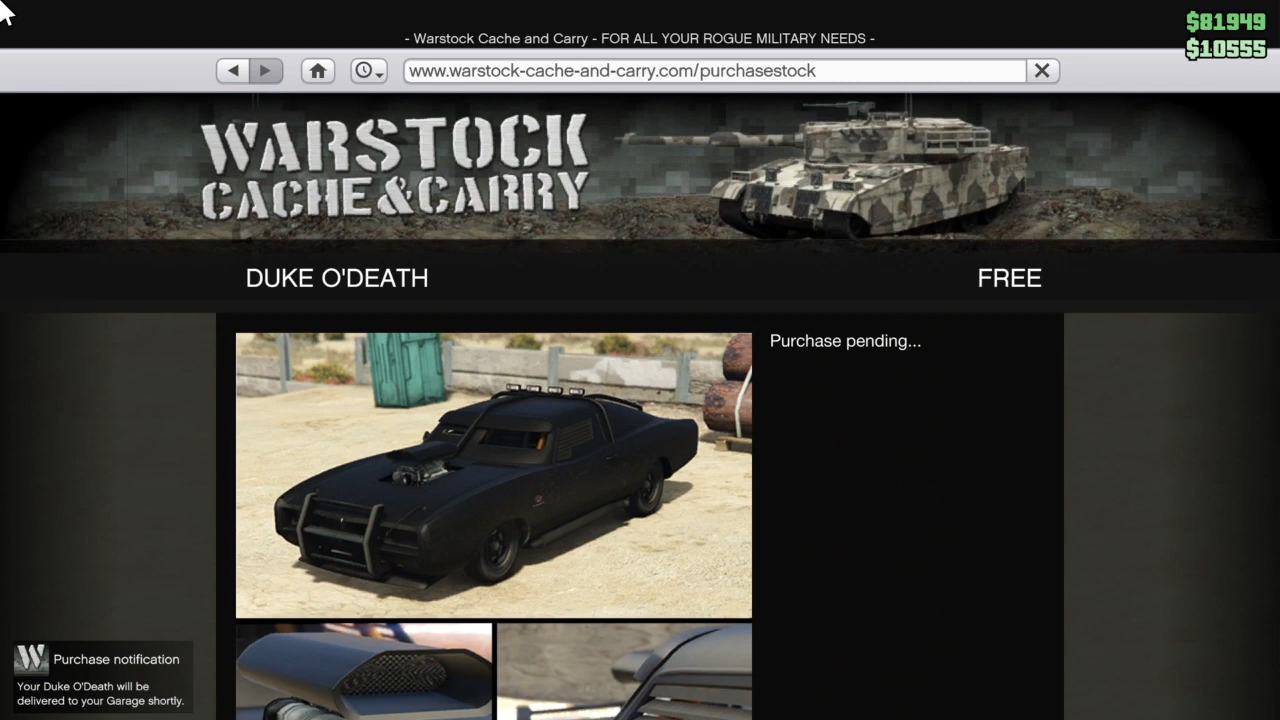 $81949
- Warstock Cache and Carry - FOR ALL YOUR ROGUE MILITARY NEEDS -
$10555
www.warstock-cache-and-carry.com/purchasestock
WARSTOCK
CACHE&CARRY
DUKE O'DEATH
FREE
Purchase pending...
W
Purchase notification
Your Duke O'Death will be
delivered to your Garage shortly.